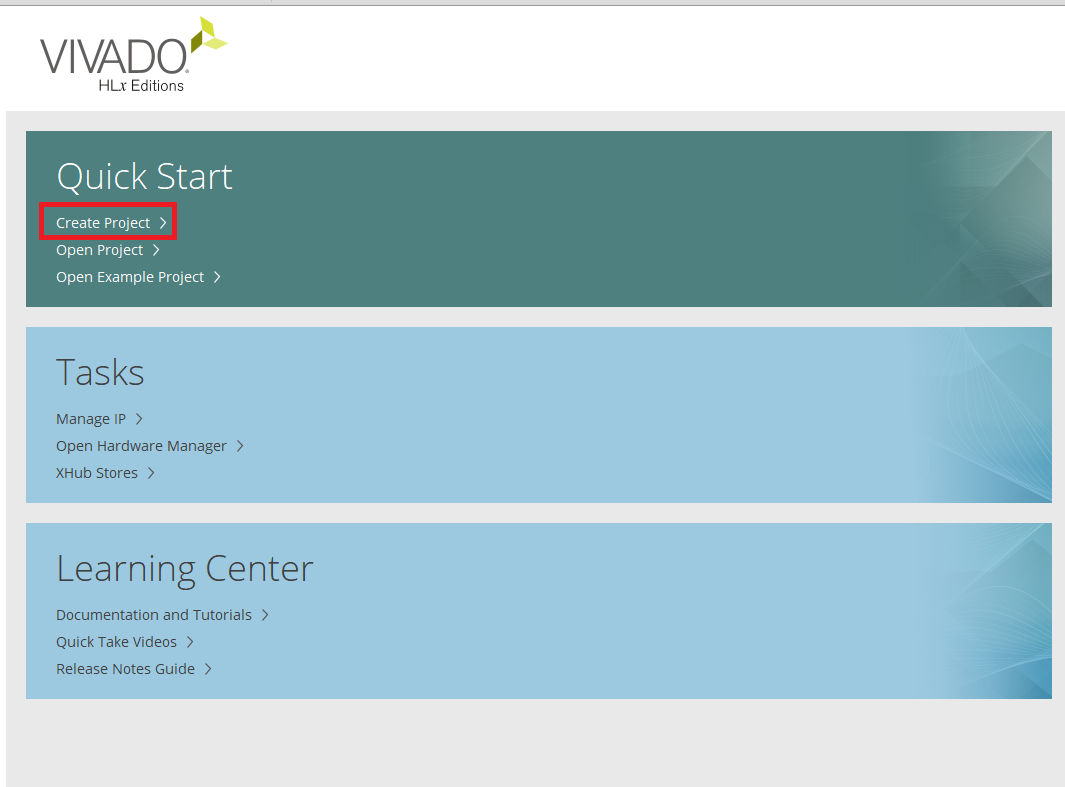 VIVADO
HLx Editions
Quick Start
Create Project
Open Project
Open Example Project
Tasks
Manage IP
Open Hardware Manager
XHub Stores
Learning Center
Documentation and Tutorials
Quick Take Videos
Release Notes Guide